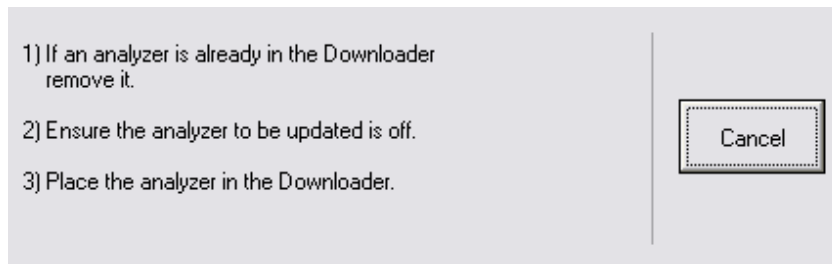 1) If an analyzer is already in the Downloader
remove it.
2) Ensure the analyzer to be updated is off.
3) Place the analyzer in the Downloader.
Cancel